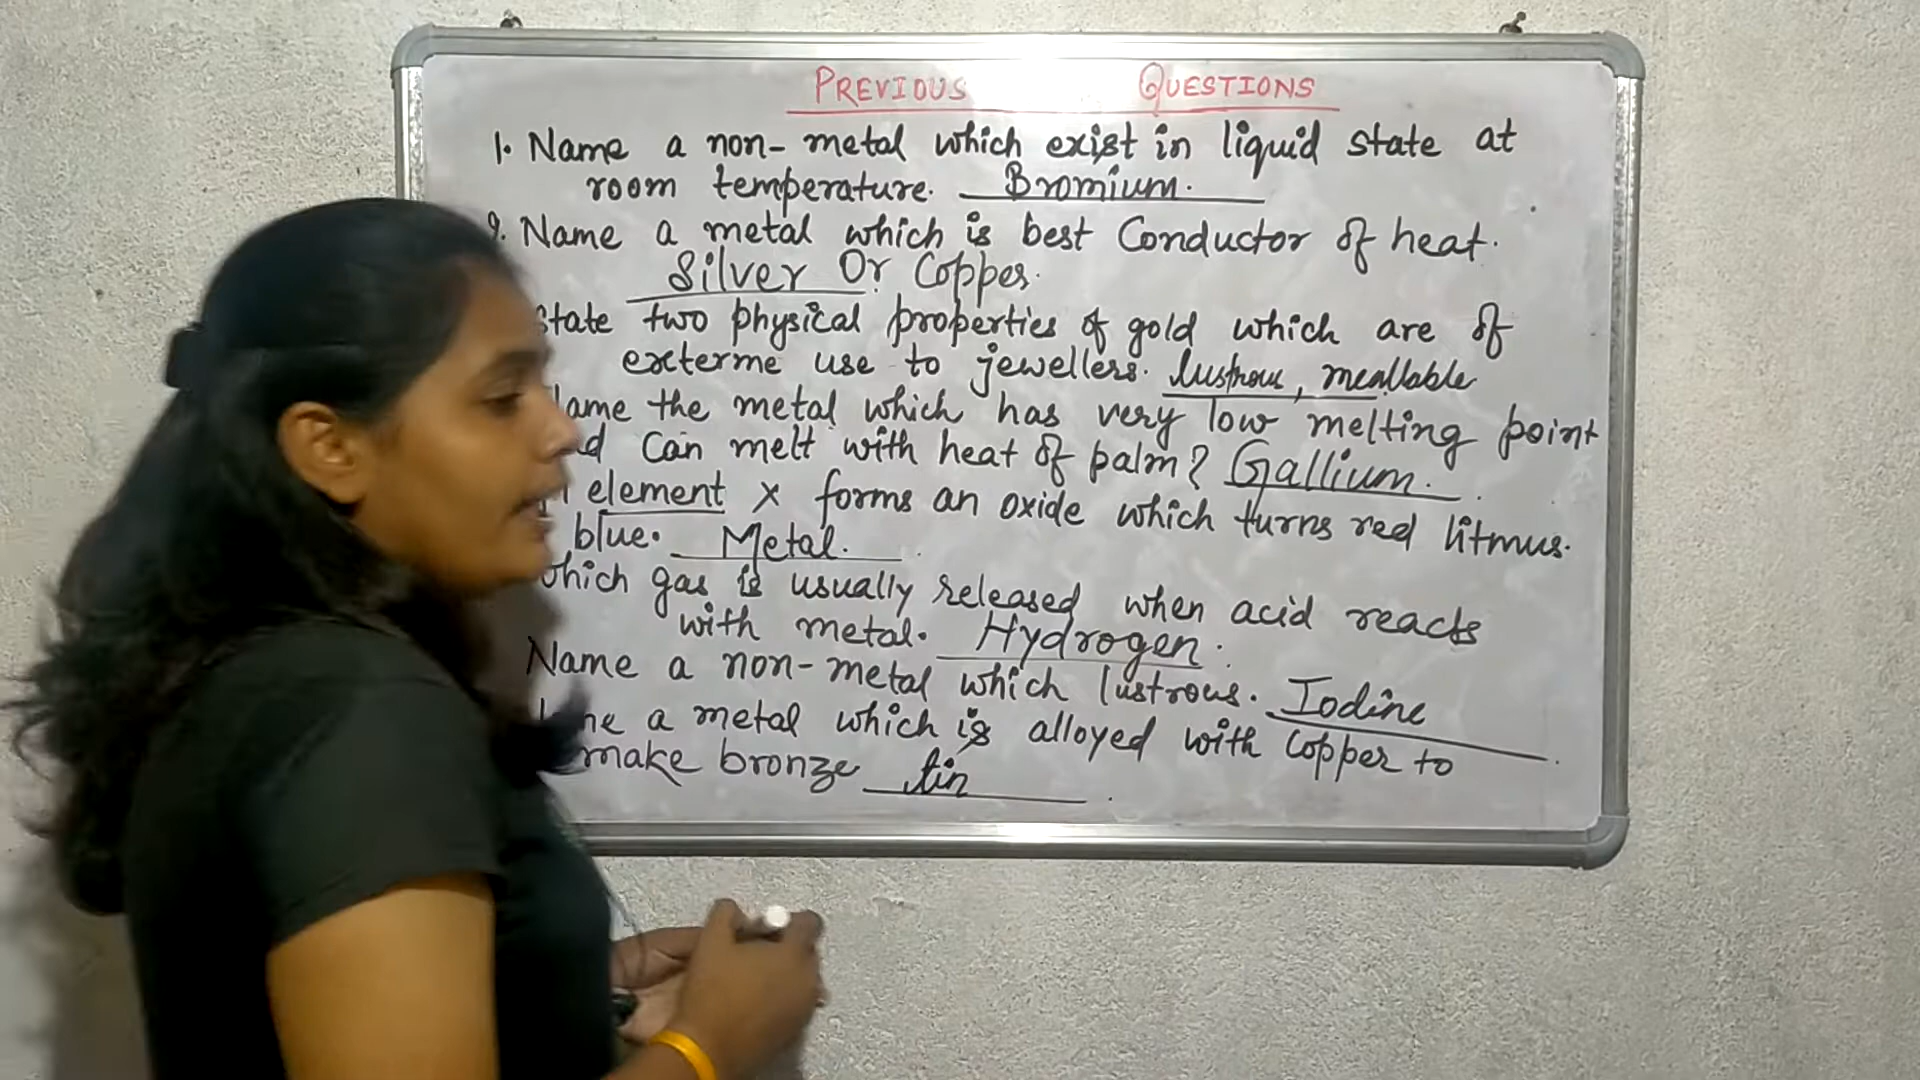 PREVIOUS QUESTIONS
1. Name a non-metal which exist in liquid state at
room temperature. Bromium.
Name a metal which is best Conductor of heat.
Silver Or Copper.
State two physical properties of gold which are of
exterme use to jewellers. lustrous, meallable
ame the metal which has very low melting point
d Can melt with heat of palm? Gallium.
element x forms an oxide which turns red litmus.
blue. Metal.
which gas is usually released when acid reacts
with metal. Hydrogen.
Name a non-metal which lustrous. Iodine
me a metal which is alloyed with Copper to
make bronze tin